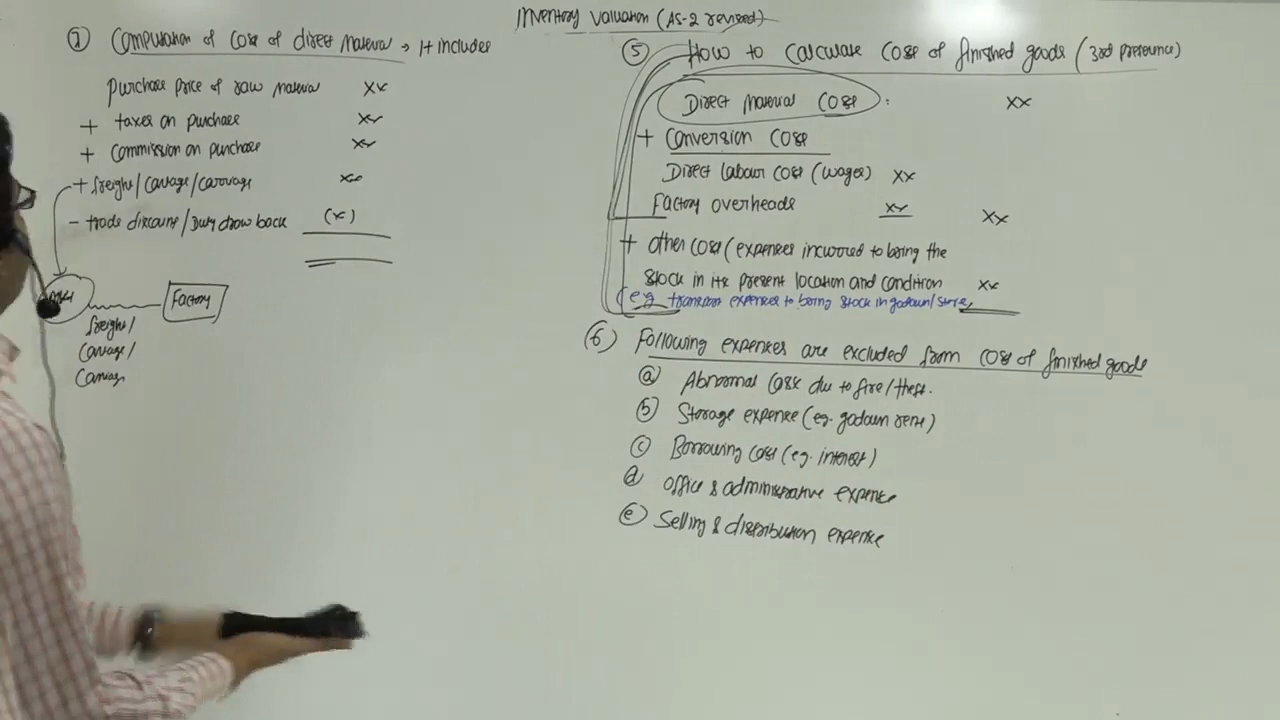 Inventory Valuation (AS-2 revised)
⑦ Computation of Cost of direct Material → It includes
Purchase price of raw material xx
+ taxes on purchase xx
+ Commission on purchase xx
+ freight/Cartage/carriage xx
- trade discount/Duty draw back (x)
Factory
freight/
Cartage/
Carriage
⑤ How to Calculate Cost of finished goods (
Direct Material Cost : xx
+ Conversion Cost
Direct labour Cost (wages) xx
Factory overheads xx xx
+ other Cost (expenses incurred to bring the
Stock in its present location and condition xx
(eg. transport expenses to bring stock in godown/store)
⑥ Following expenses are excluded from Cost of finished goods
ⓐ Abnormal loss due to fire/theft.
ⓑ Storage expense (eg. godown rent)
ⓒ Borrowing Cost (eg. interest)
ⓓ office & administrative expense
ⓔ Selling & distribution expense